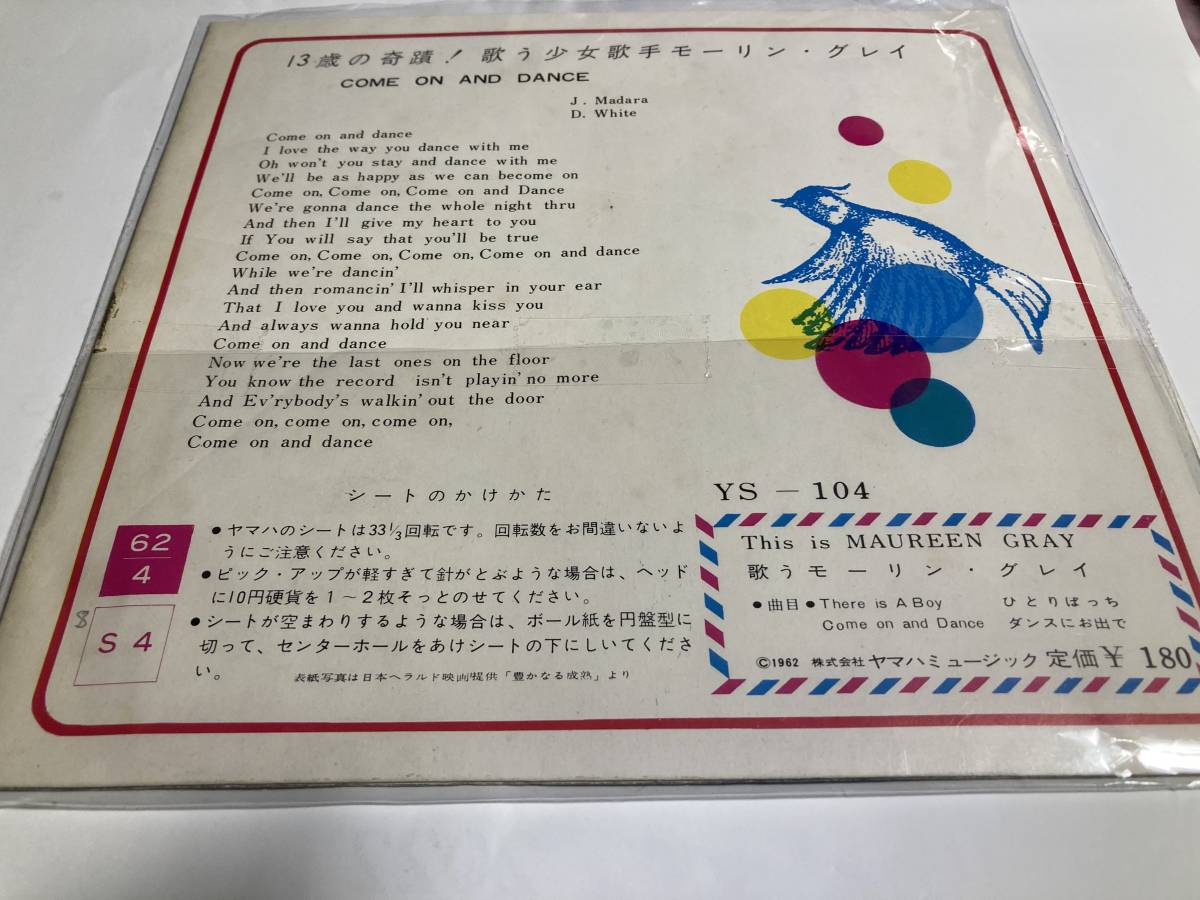 13歳の奇蹟！歌う少女歌手モーリン・グレイ
COME ON AND DANCE
J. Madara
D. White
Come on and dance
I love the way you dance with me
Oh won't you stay and dance with me
We'll be as happy as we can become on
Come on, Come on, Come on and Dance
We're gonna dance the whole night thru
And then I'll give my heart to you
If You will say that you'll be true
Come on, Come on, Come on, Come on and dance
While we're dancin'
And then romancin' I'll whisper in your ear
That I love you and wanna kiss you
And always wanna hold you near
Come on and dance
Now we're the last ones on the floor
You know the record isn't playin' no more
And Ev'rybody's walkin' out the door
Come on, come on, come on,
Come on and dance
シートのかけかた
●ヤマハのシートは33⅓回転です。回転数をお間違いないよ
うにご注意ください。
●ピック・アップが軽すぎて針がとぶような場合は、ヘッド
に10円硬貨を1～2枚そっとのせてください。
●シートが空まわりするような場合は、ボール紙を円盤型に
切って、センターホールをあけシートの下にしいてくださ
い。
表紙写真は日本ヘラルド映画提供「豊かなる成熟」より
62
4
8
S 4
YS－104
This is MAUREEN GRAY
歌うモーリン・グレイ
●曲目●There is A Boy ひとりぼっち
Come on and Dance ダンスにお出で
©1962 株式会社ヤマハミュージック 定価￥180